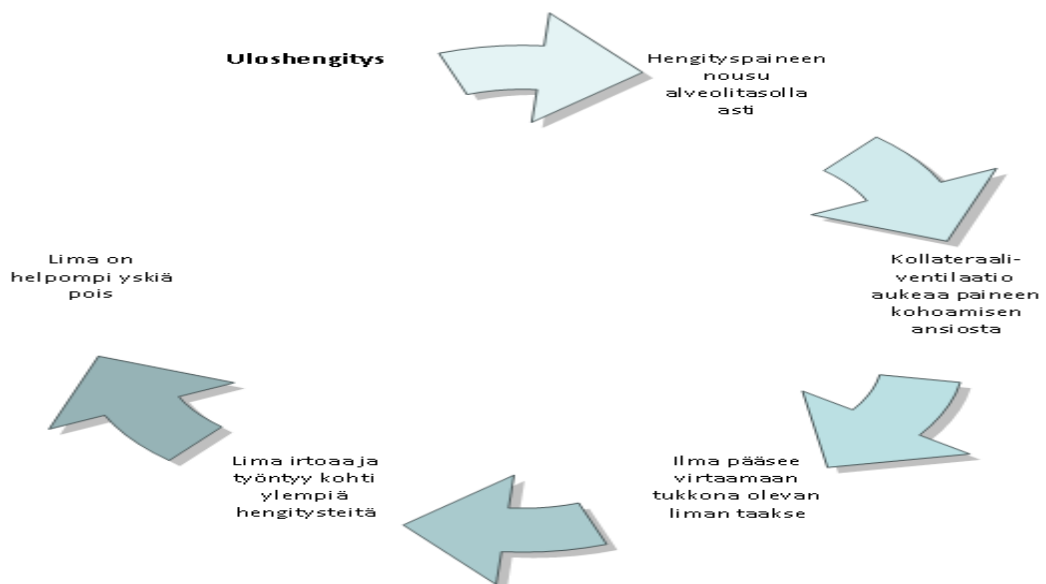 Uloshengitys
Hengityspaineen
nousu
alveolitasolla
asti
Kollateraali-
ventilaatio
aukeaa paineen
kohoamisen
ansiosta
Ilma pääsee
virtaamaan
tukkona olevan
liman taakse
Lima irtoaa ja
työntyy kohti
ylempiä
hengitysteitä
Lima on
helpompi yskiä
pois